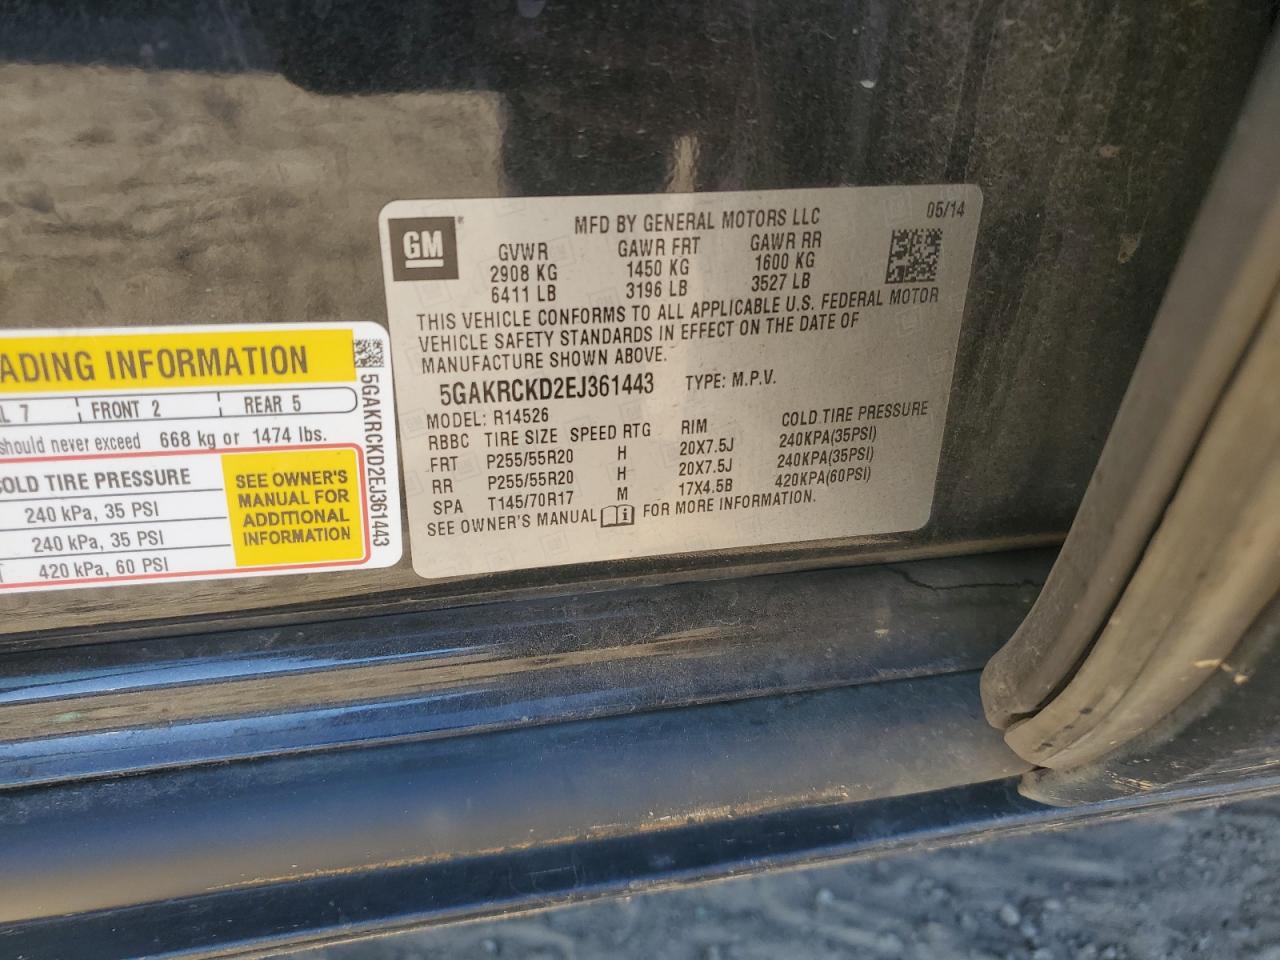 GM
MFD BY GENERAL MOTORS LLC 05/14
GVWR GAWR FRT GAWR RR
2908 KG 1450 KG 1600 KG
6411 LB 3196 LB 3527 LB
THIS VEHICLE CONFORMS TO ALL APPLICABLE U.S. FEDERAL MOTOR
VEHICLE SAFETY STANDARDS IN EFFECT ON THE DATE OF
MANUFACTURE SHOWN ABOVE.
5GAKRCKD2EJ361443 TYPE: M.P.V.
MODEL: R14526
RBBC TIRE SIZE SPEED RTG RIM COLD TIRE PRESSURE
FRT P255/55R20 H 20X7.5J 240KPA(35PSI)
RR P255/55R20 H 20X7.5J 240KPA(35PSI)
SPA T145/70R17 M 17X4.5B 420KPA(60PSI)
SEE OWNER'S MANUAL FOR MORE INFORMATION.
ADING INFORMATION
L 7 FRONT 2 REAR 5
should never exceed 668 kg or 1474 lbs.
OLD TIRE PRESSURE
240 kPa, 35 PSI
240 kPa, 35 PSI
T 420 kPa, 60 PSI
SEE OWNER'S
MANUAL FOR
ADDITIONAL
INFORMATION
5GAKRCKD2EJ361443